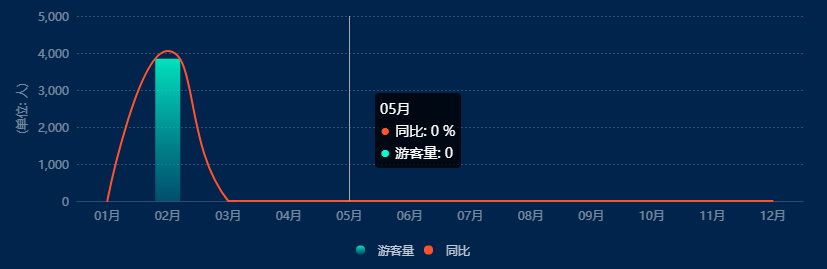 5,000
4,000
3,000
2,000
1,000
0
(单位: 人)
05月
同比: 0 %
游客量: 0
01月 02月 03月 04月 05月 06月 07月 08月 09月 10月 11月 12月
游客量 同比